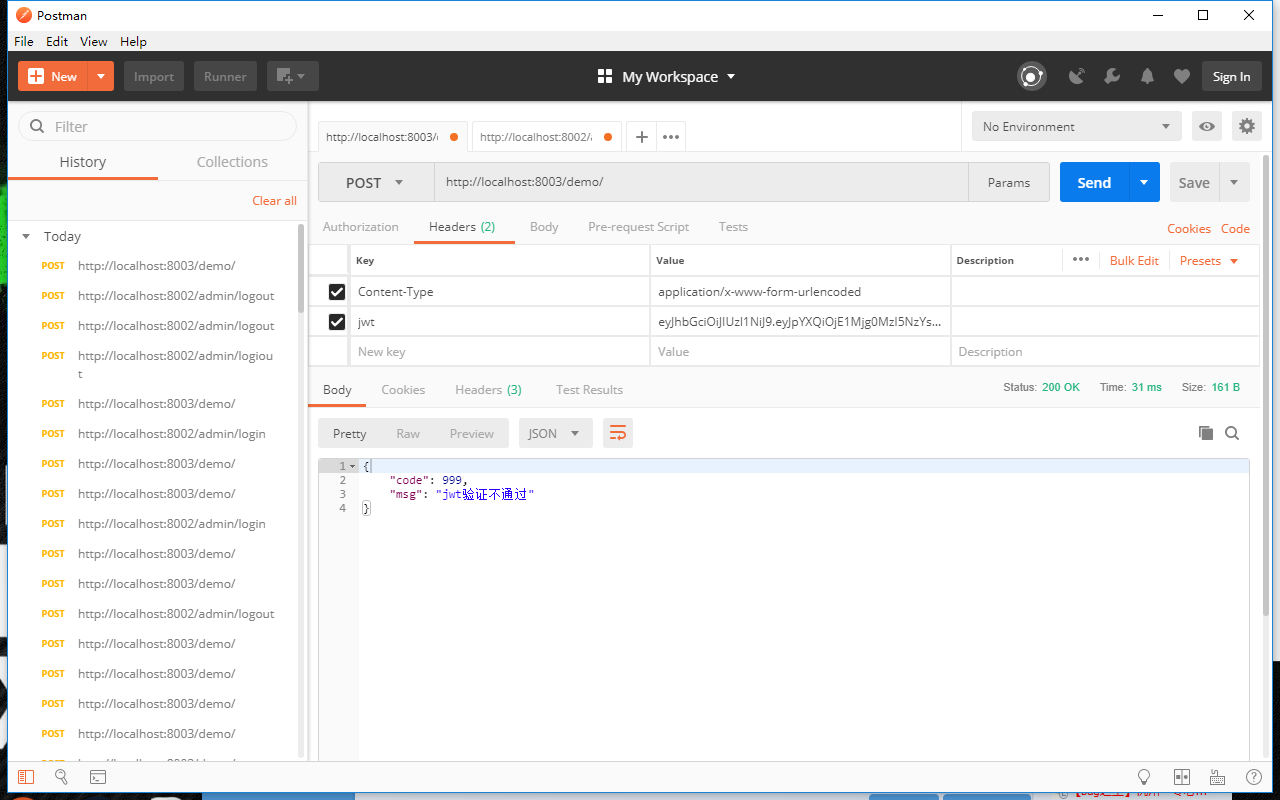 Postman
File Edit View Help
New Import Runner My Workspace Sign In
Filter
History Collections
Clear all
Today
POST http://localhost:8003/demo/
POST http://localhost:8002/admin/logout
POST http://localhost:8002/admin/logout
POST http://localhost:8002/admin/logiou
t
POST http://localhost:8003/demo/
POST http://localhost:8002/admin/login
POST http://localhost:8003/demo/
POST http://localhost:8003/demo/
POST http://localhost:8002/admin/login
POST http://localhost:8003/demo/
POST http://localhost:8003/demo/
POST http://localhost:8002/admin/logout
POST http://localhost:8003/demo/
POST http://localhost:8003/demo/
POST http://localhost:8003/demo/
POST http://localhost:8003/demo/
http://localhost:8003/ http://localhost:8002/ No Environment
POST http://localhost:8003/demo/ Params Send Save
Authorization Headers (2) Body Pre-request Script Tests Cookies Code
Key Value Description Bulk Edit Presets
Content-Type application/x-www-form-urlencoded
jwt eyJhbGciOiJIUzI1NiJ9.eyJpYXQiOjE1Mjg0MzI5NzYs...
New key Value Description
Body Cookies Headers (3) Test Results Status: 200 OK Time: 31 ms Size: 161 B
Pretty Raw Preview JSON
1 {
2 "code": 999,
3 "msg": "jwt验证不通过"
4 }